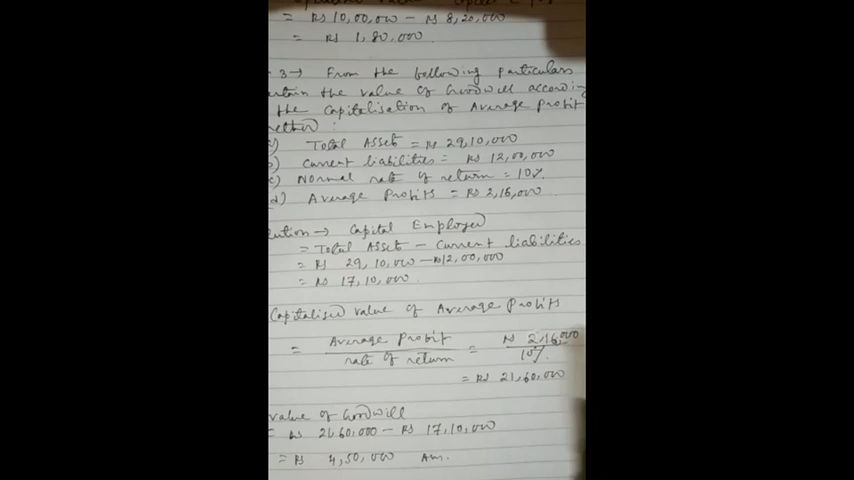 = Rs 10,00,000 - Rs 8,20,000
= Rs 1,80,000
3 → From the following particulars
the value of Goodwill accordi
the Capitalisation of Average Profit
Total Asset = Rs 29,10,000
Current liabilities = Rs 12,00,000
Normal rate of return = 10%
d) Average Profits = Rs 2,16,000
ution → Capital Employed
= Total Asset - Current liabilities
= Rs 29,10,000 - Rs 12,00,000
= Rs 17,10,000
Capitalised value of Average Profits
= Average Profit / rate of return = Rs 2,16,000 / 10%
= Rs 21,60,000
value of Goodwill
= Rs 21,60,000 - Rs 17,10,000
= Rs 4,50,000 Ans.